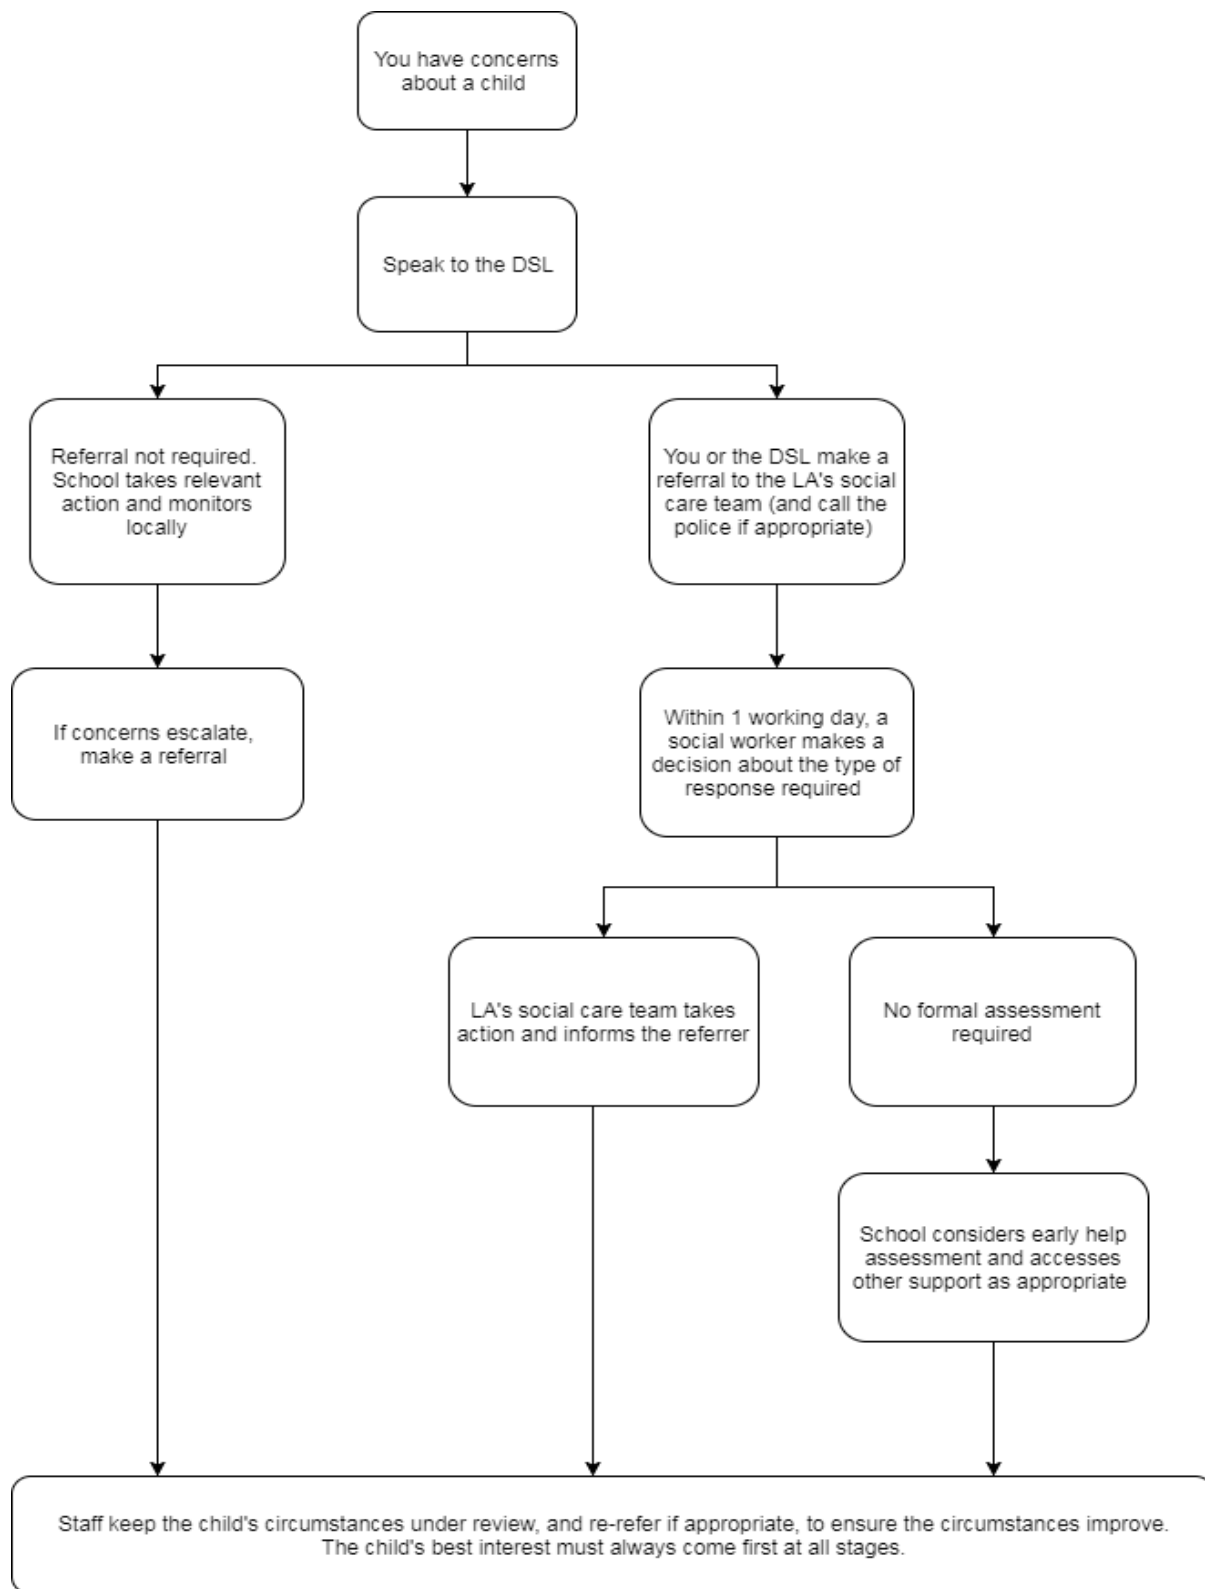 You have concerns
about a child
Speak to the DSL
Referral not required.
School takes relevant
action and monitors
locally
You or the DSL make a
referral to the LA's social
care team (and call the
police if appropriate)
If concerns escalate,
make a referral
Within 1 working day, a
social worker makes a
decision about the type of
response required
LA's social care team takes
action and informs the referrer
No formal assessment
required
School considers early help
assessment and accesses
other support as appropriate
Staff keep the child's circumstances under review, and re-refer if appropriate, to ensure the circumstances improve.
The child's best interest must always come first at all stages.